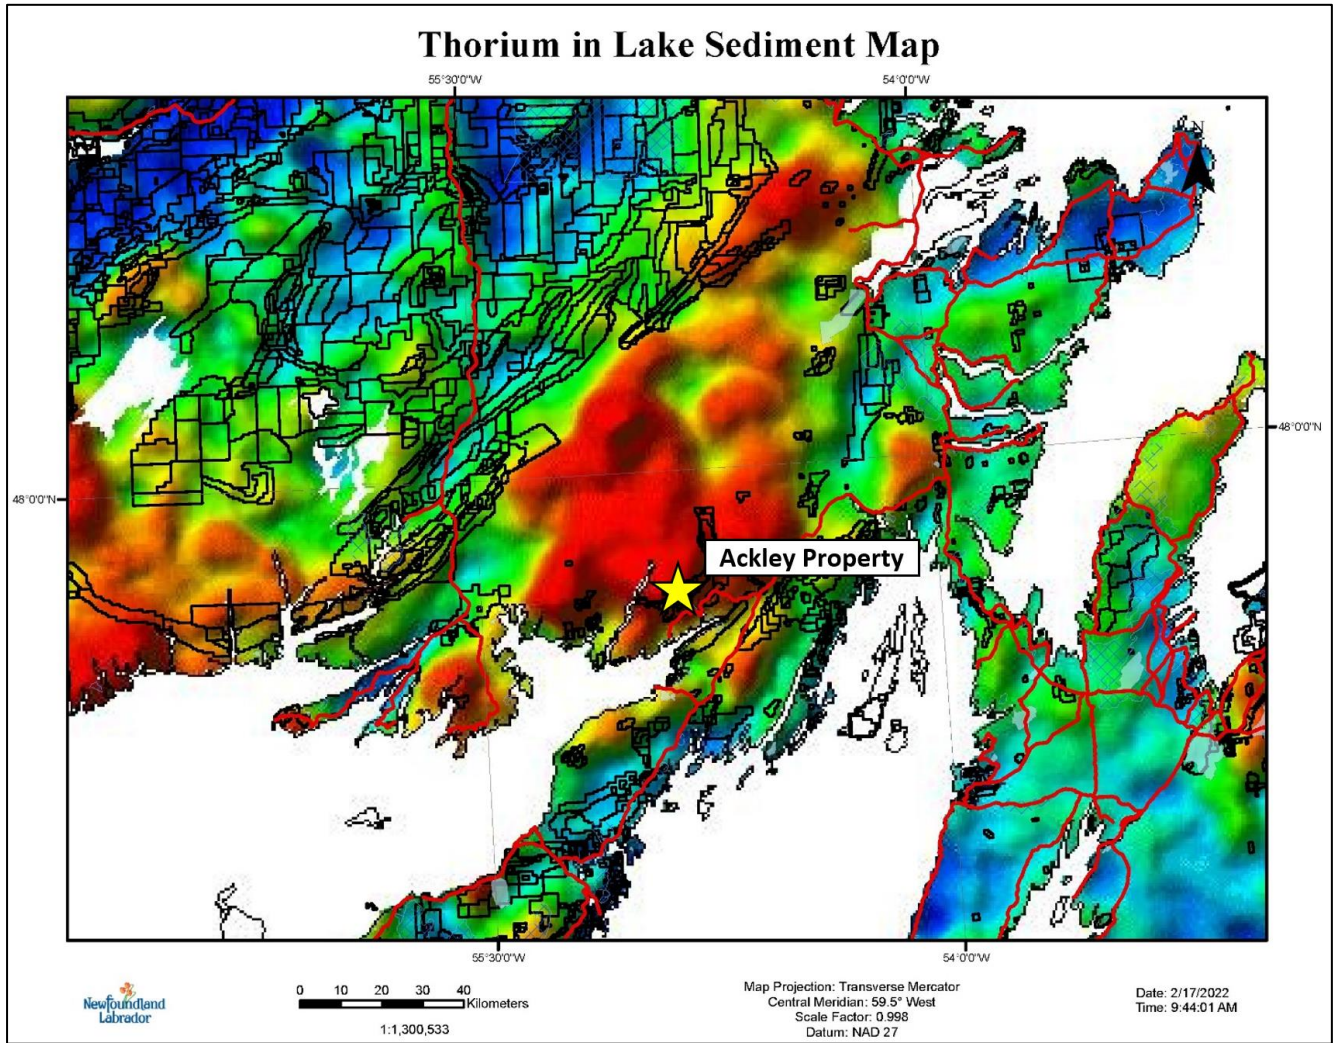 Thorium in Lake Sediment Map
55°30'0"W
54°0'0"W
N
48°0'0"N
48°0'0"N
Ackley Property
55°30'0"W
54°0'0"W
Newfoundland
Labrador
0 10 20 30 40
Kilometers
1:1,300,533
Map Projection: Transverse Mercator
Central Meridian: 59.5° West
Scale Factor: 0.998
Datum: NAD 27
Date: 2/17/2022
Time: 9:44:01 AM